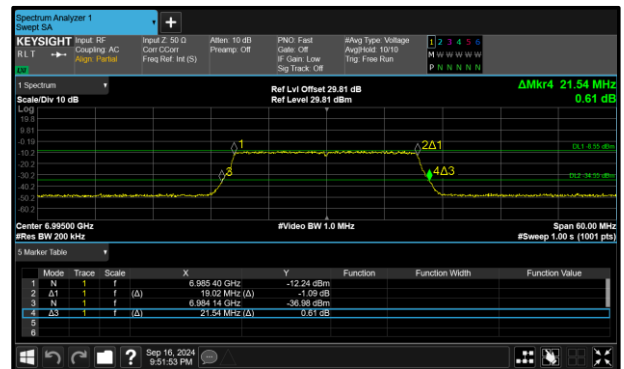 Spectrum Analyzer 1
Swept SA
+
KEYSIGHT Input: RF Input Z: 50 Ω Atten: 10 dB PNO: Fast #Avg Type: Voltage 1 2 3 4 5 6
RLT Coupling: AC Corr CCorr Preamp: Off Gate: Off Avg|Hold: 10/10 M W W W W W
Align: Partial Freq Ref: Int (S) IF Gain: Low Trig: Free Run P N N N N N
Sig Track: Off
1 Spectrum
Ref Lvl Offset 29.81 dB ΔMkr4 21.54 MHz
Scale/Div 10 dB Ref Level 29.81 dBm 0.61 dB
Log
19.8
9.81
-0.19
-10.2
-20.2
-30.2
-40.2
-50.2
-60.2
1
2Δ1
DL1 -8.55 dBm
3
4Δ3
DL2 -34.55 dBm
Center 6.99500 GHz #Video BW 1.0 MHz Span 60.00 MHz
#Res BW 200 kHz #Sweep 1.00 s (1001 pts)
5 Marker Table
Mode Trace Scale X Y Function Function Width Function Value
1 N 1 f 6.985 40 GHz -12.24 dBm
2 Δ1 1 f (Δ) 19.02 MHz (Δ) -1.09 dB
3 N 1 f 6.984 14 GHz -36.98 dBm
4 Δ3 1 f (Δ) 21.54 MHz (Δ) 0.61 dB
5
6
? Sep 16, 2024
9:51:53 PM